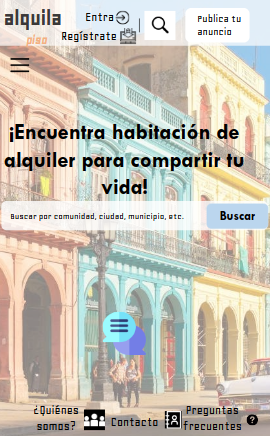 alquila
piso
Entra
Regístrate
Publica tu
anuncio
¡Encuentra habitación de
alquiler para compartir tu
vida!
Buscar por comunidad, ciudad, municipio, etc.
Buscar
¿Quiénes
somos?
Contacto
Preguntas
frecuentes
?